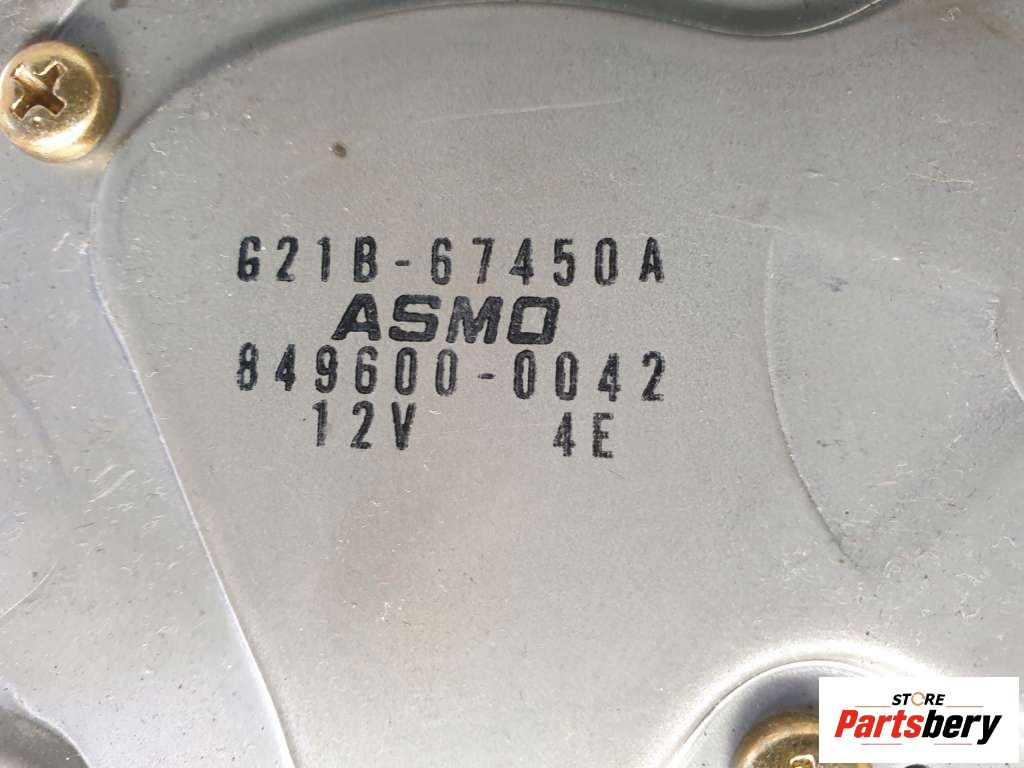 G21B-67450A
ASMO
849600-0042
12V 4E
STORE
Partsbery